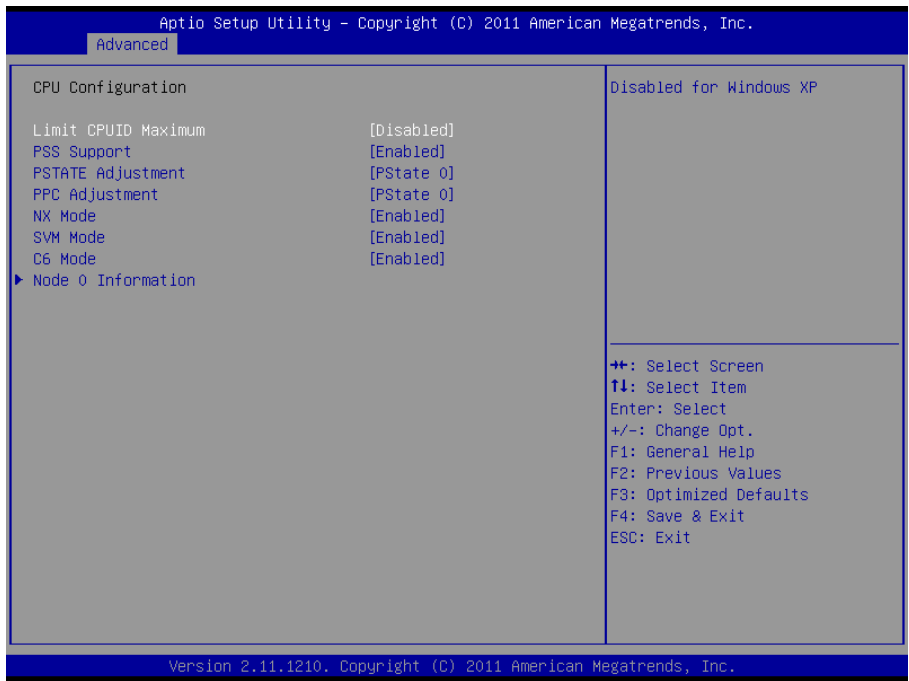 Aptio Setup Utility – Copyright (C) 2011 American Megatrends, Inc.
Advanced
CPU Configuration
Limit CPUID Maximum [Disabled]
PSS Support [Enabled]
PSTATE Adjustment [PState 0]
PPC Adjustment [PState 0]
NX Mode [Enabled]
SVM Mode [Enabled]
C6 Mode [Enabled]
▶ Node 0 Information
Disabled for Windows XP
→←: Select Screen
↑↓: Select Item
Enter: Select
+/-: Change Opt.
F1: General Help
F2: Previous Values
F3: Optimized Defaults
F4: Save & Exit
ESC: Exit
Version 2.11.1210. Copyright (C) 2011 American Megatrends, Inc.